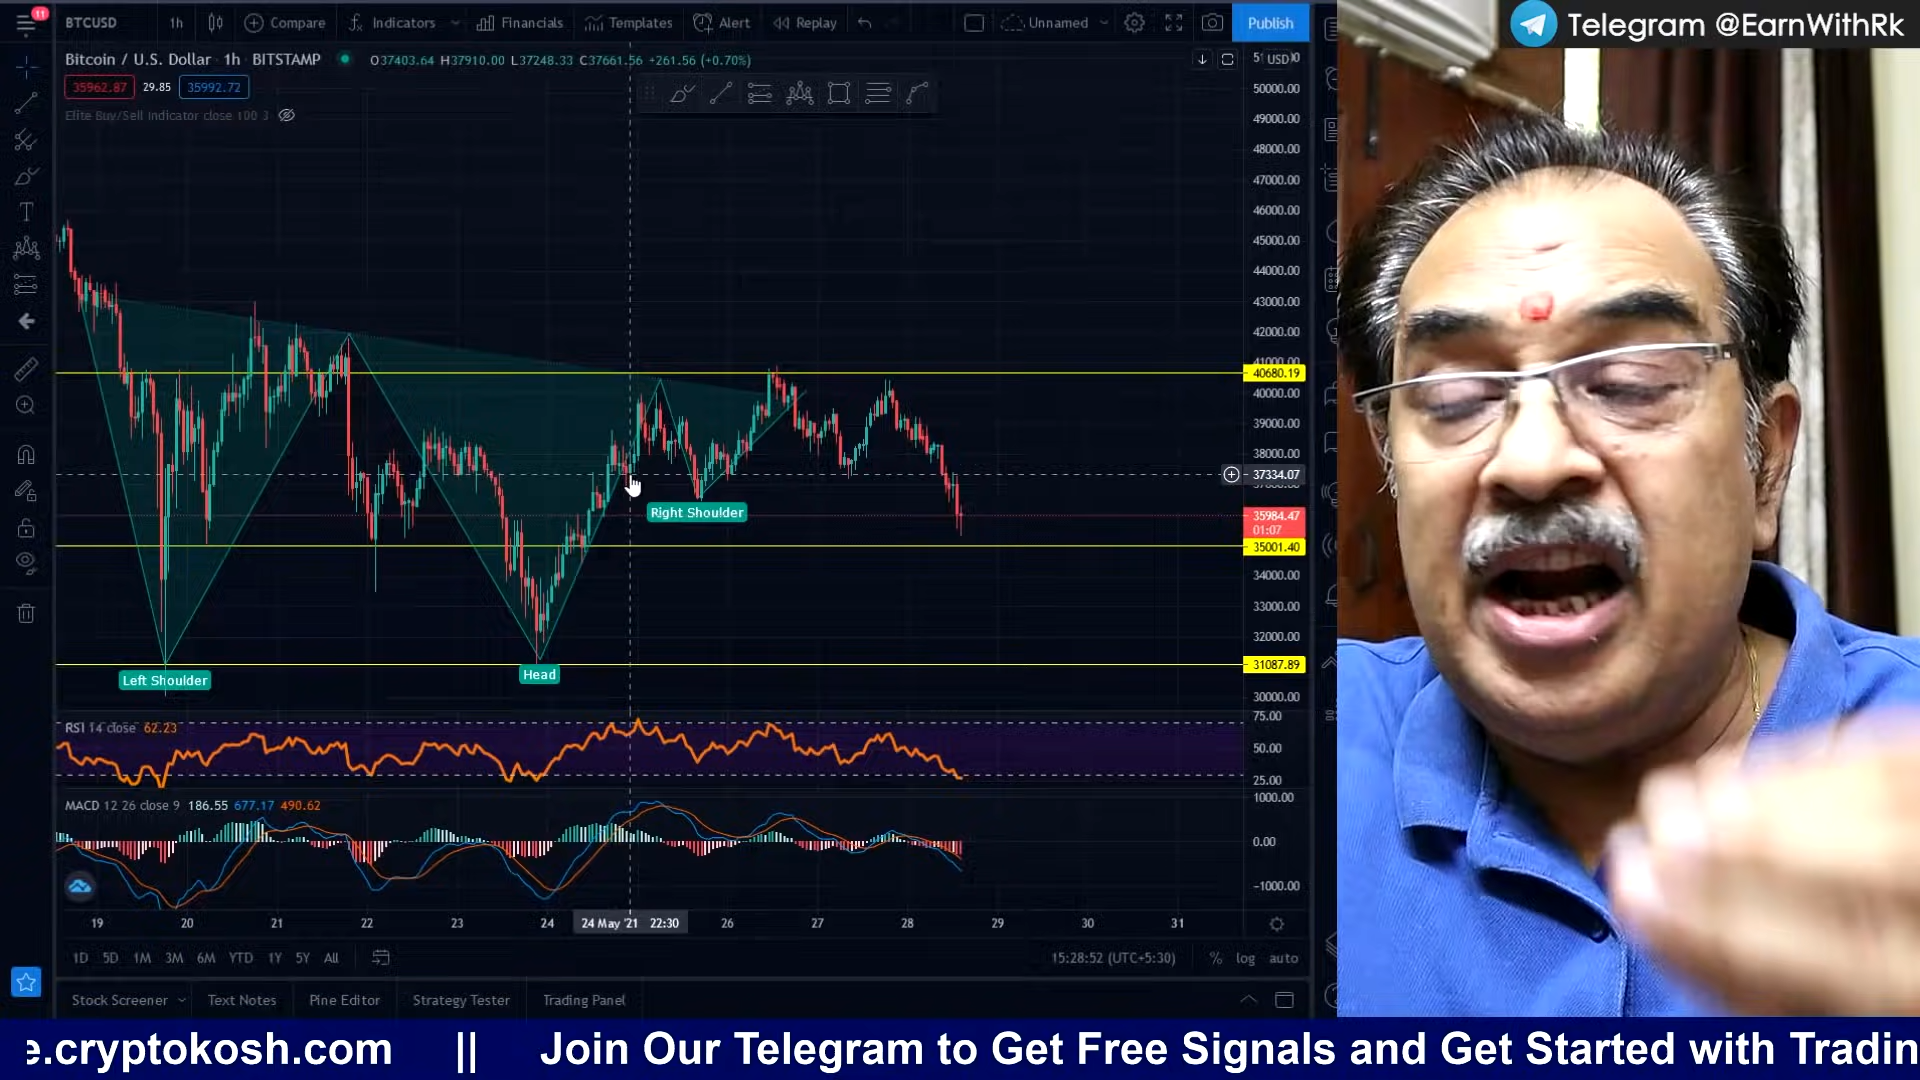 Telegram @EarnWithRk
11
BTCUSD 1h Compare Indicators Financials Templates Alert Replay Unnamed Publish
Bitcoin / U.S. Dollar 1h BITSTAMP O37403.64 H37910.00 L37248.33 C37661.56 +261.56 (+0.70%)
USD
35962.87 29.85 35992.72
Elite Buy/Sell Indicator close 100 3
50000.00
49000.00
48000.00
47000.00
46000.00
45000.00
44000.00
43000.00
42000.00
41000.00
40680.19
40000.00
39000.00
38000.00
37334.07
35984.47
01:07
35001.40
34000.00
33000.00
32000.00
31087.89
30000.00
Right Shoulder
Head
Left Shoulder
RSI 14 close 62.23
75.00
50.00
25.00
MACD 12 26 close 9 186.55 677.17 490.62
1000.00
0.00
−1000.00
19 20 21 22 23 24 24 May '21 22:30 26 27 28 29 30 31
1D 5D 1M 3M 6M YTD 1Y 5Y All 15:28:52 (UTC+5:30) % log auto
Stock Screener Text Notes Pine Editor Strategy Tester Trading Panel
e.cryptokosh.com || Join Our Telegram to Get Free Signals and Get Started with Tradin